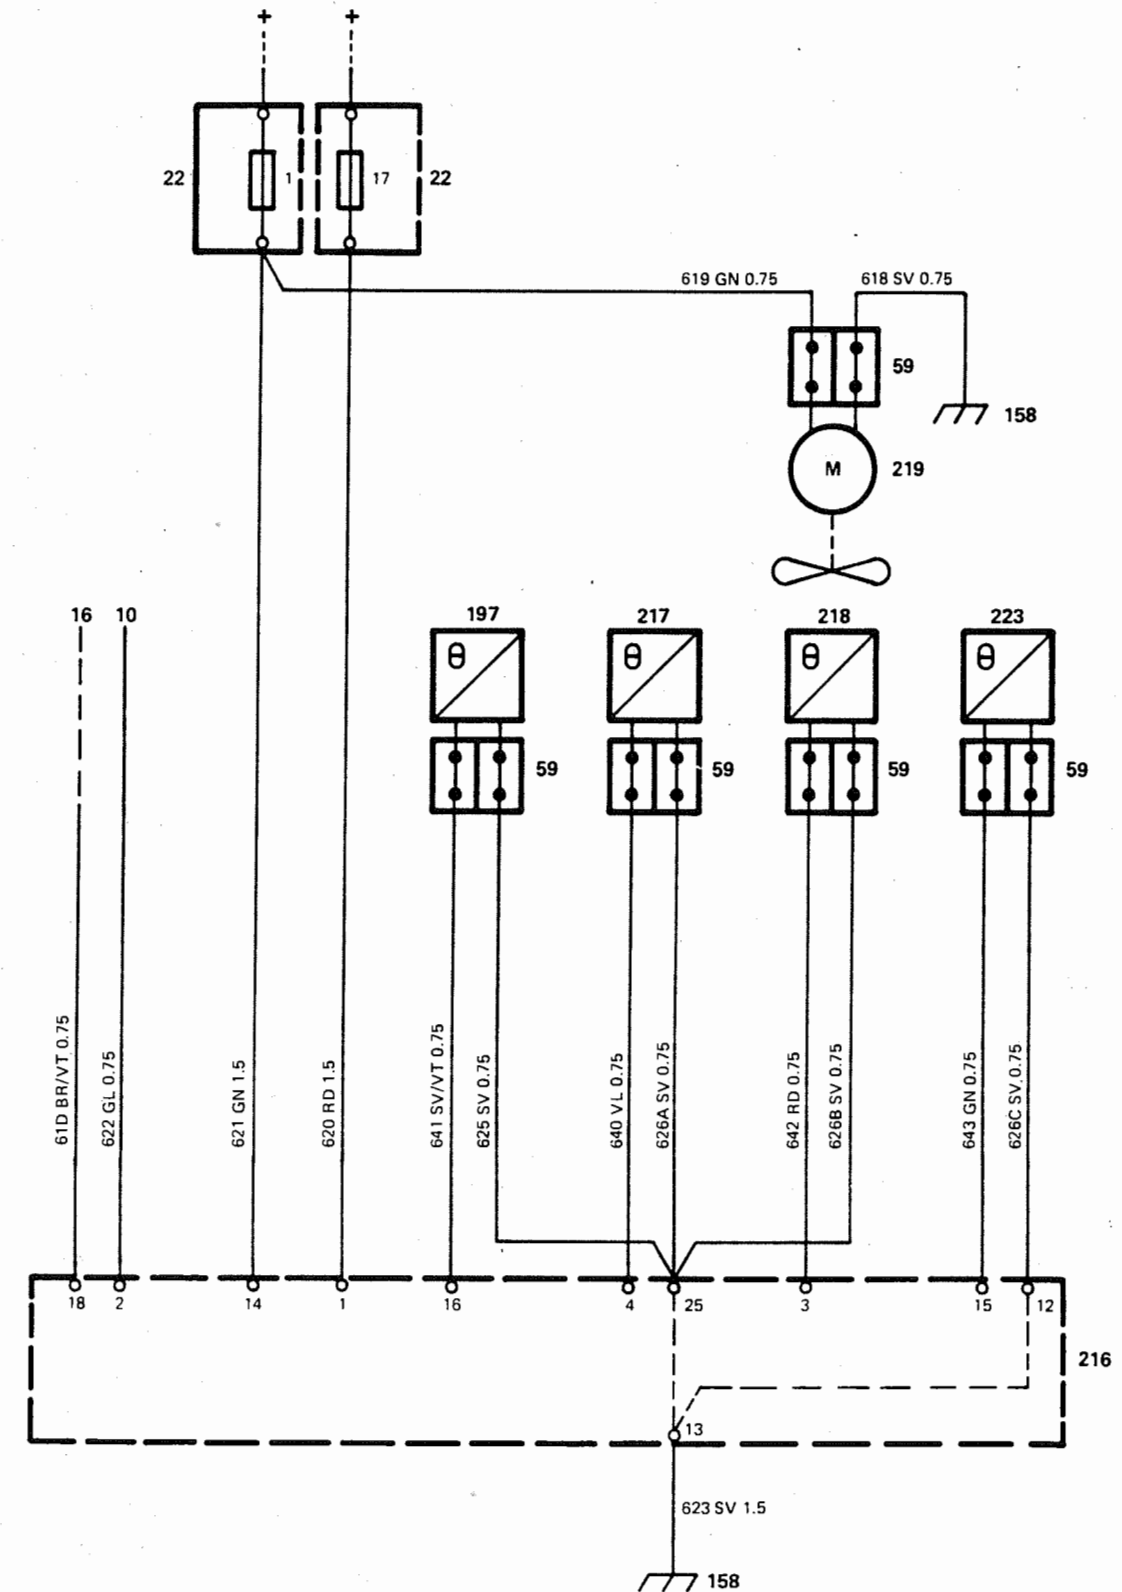 + +
22 1 17 22
619 GN 0.75 618 SV 0.75
59
158
M 219
16 10 197 217 218 223
θ θ θ θ
59 59 59 59
61D BR/VT 0.75
622 GL 0.75
621 GN 1.5
620 RD 1.5
641 SV/VT 0.75
625 SV 0.75
640 VL 0.75
626A SV 0.75
642 RD 0.75
626B SV 0.75
643 GN 0.75
626C SV.0.75
18 2 14 1 16 4 25 3 15 12
216
13
623 SV 1.5
158